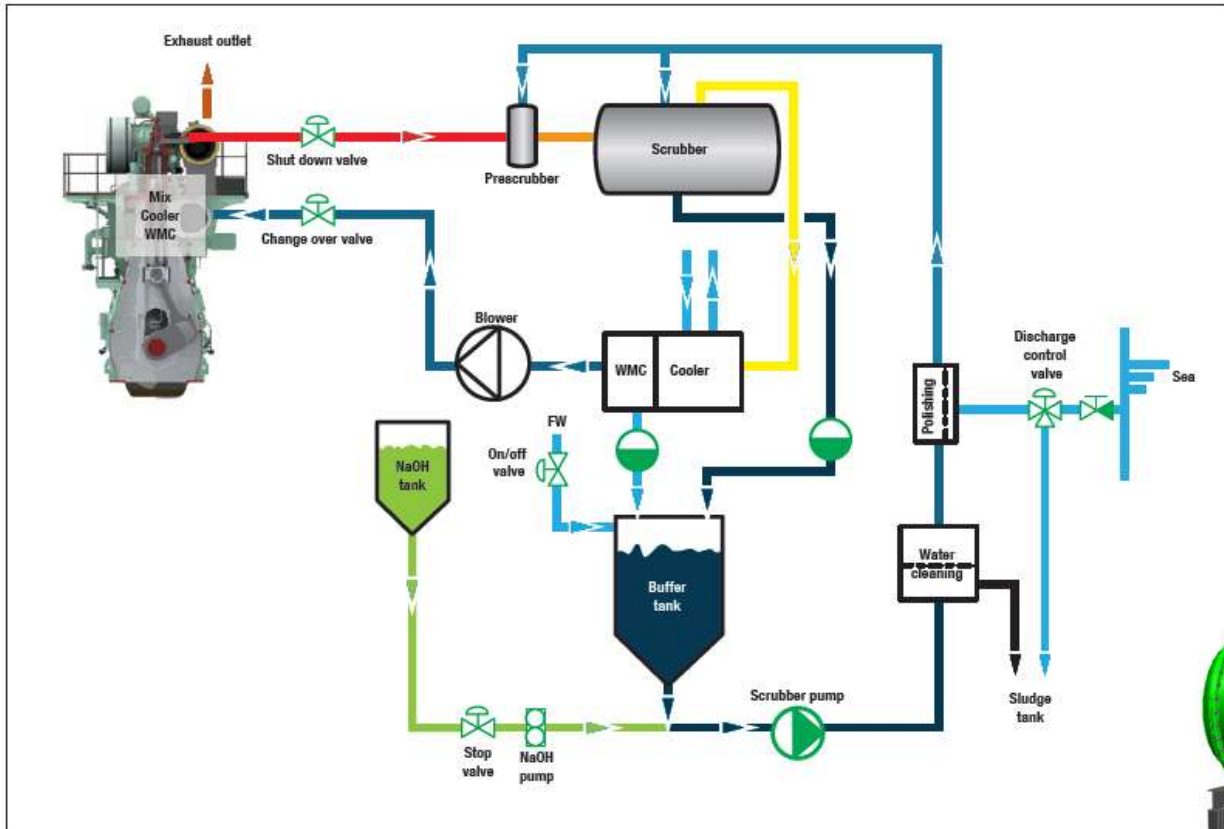 Exhaust outlet
Shut down valve
Prescrubber
Scrubber
Mix
Cooler
WMC
Change over valve
Blower
WMC
Cooler
Discharge
control
valve
Sea
Polishing
FW
On/off
valve
NaOH
tank
Water
cleaning
Buffer
tank
Scrubber pump
Sludge
tank
Stop
valve
NaOH
pump